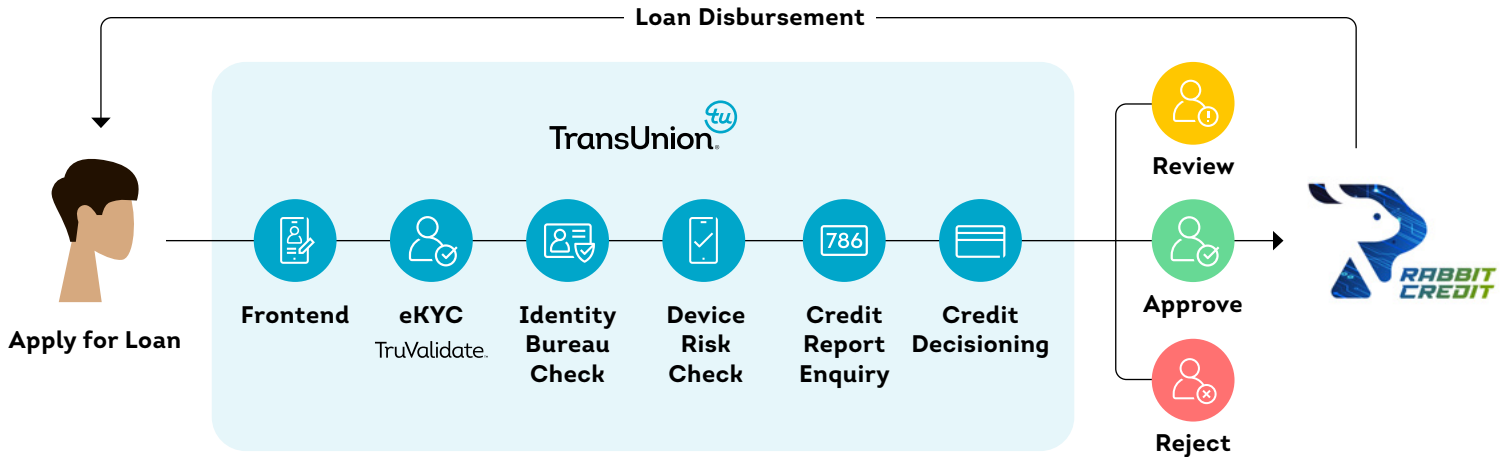 Loan Disbursement
tu
TransUnion®
Review
786
RABBIT
CREDIT
Apply for Loan
Frontend
eKYC
TruValidate™
Identity
Bureau
Check
Device
Risk
Check
Credit
Report
Enquiry
Credit
Decisioning
Approve
Reject